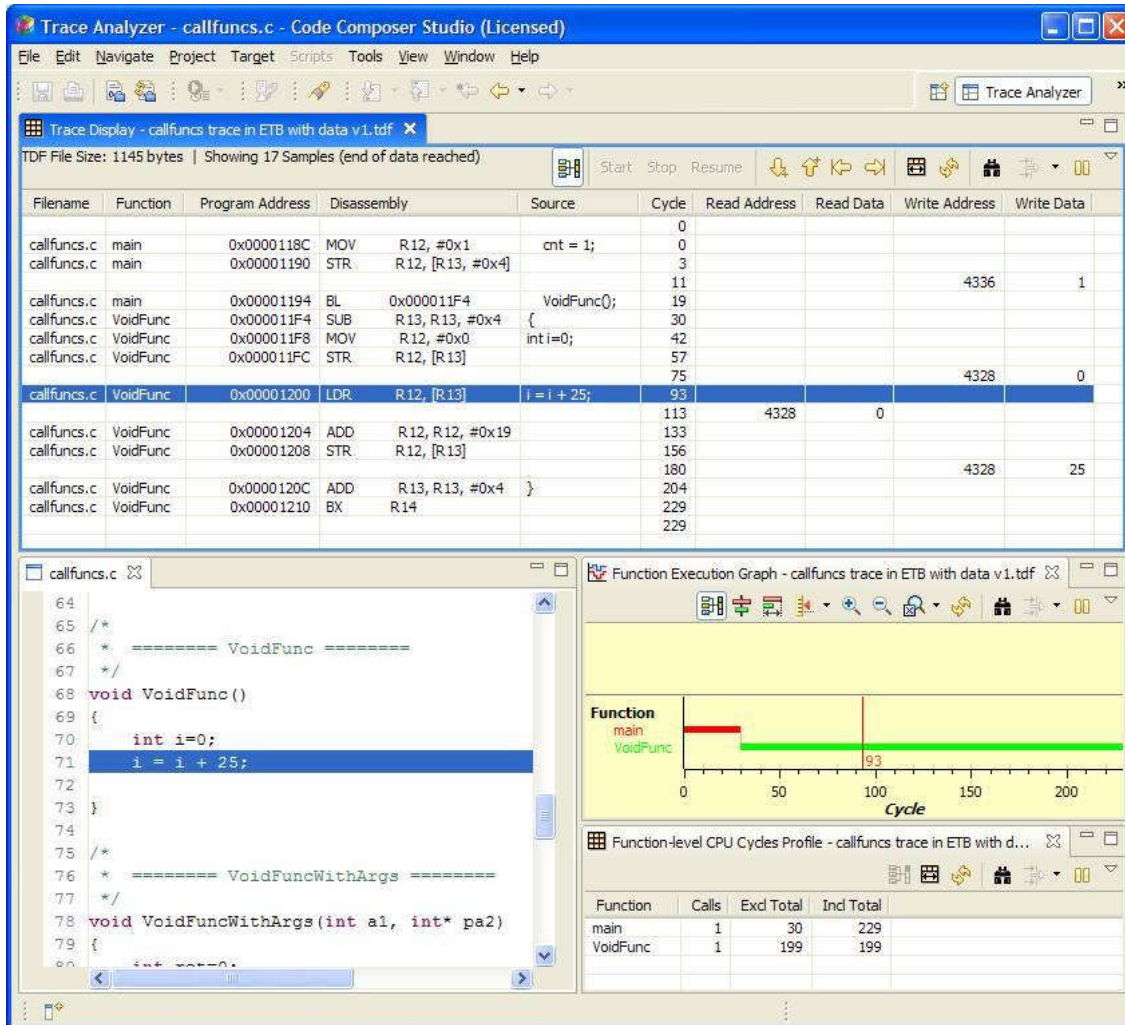 Trace Analyzer - callfuncs.c - Code Composer Studio (Licensed)
File Edit Navigate Project Target Scripts Tools View Window Help
Trace Analyzer
Trace Display - callfuncs trace in ETB with data v1.tdf
TDF File Size: 1145 bytes | Showing 17 Samples (end of data reached)
Start Stop Resume
Filename Function Program Address Disassembly Source Cycle Read Address Read Data Write Address Write Data
0
callfuncs.c main 0x0000118C MOV R12, #0x1 cnt = 1; 0
callfuncs.c main 0x00001190 STR R12, [R13, #0x4] 3
11 4336 1
callfuncs.c main 0x00001194 BL 0x000011F4 VoidFunc(); 19
callfuncs.c VoidFunc 0x000011F4 SUB R13, R13, #0x4 { 30
callfuncs.c VoidFunc 0x000011F8 MOV R12, #0x0 int i=0; 42
callfuncs.c VoidFunc 0x000011FC STR R12, [R13] 57
75 4328 0
callfuncs.c VoidFunc 0x00001200 LDR R12, [R13] i = i + 25; 93
113 4328 0
callfuncs.c VoidFunc 0x00001204 ADD R12, R12, #0x19 133
callfuncs.c VoidFunc 0x00001208 STR R12, [R13] 156
180 4328 25
callfuncs.c VoidFunc 0x0000120C ADD R13, R13, #0x4 } 204
callfuncs.c VoidFunc 0x00001210 BX R14 229
229
callfuncs.c
64
65 /*
66 * ======== VoidFunc ========
67 */
68 void VoidFunc()
69 {
70 int i=0;
71 i = i + 25;
72
73 }
74
75 /*
76 * ======== VoidFuncWithArgs ========
77 */
78 void VoidFuncWithArgs(int a1, int* pa2)
79 {
80 int ret=0;
Function Execution Graph - callfuncs trace in ETB with data v1.tdf
Function
main
VoidFunc
93
0 50 100 150 200
Cycle
Function-level CPU Cycles Profile - callfuncs trace in ETB with d...
Function Calls Excl Total Incl Total
main 1 30 229
VoidFunc 1 199 199